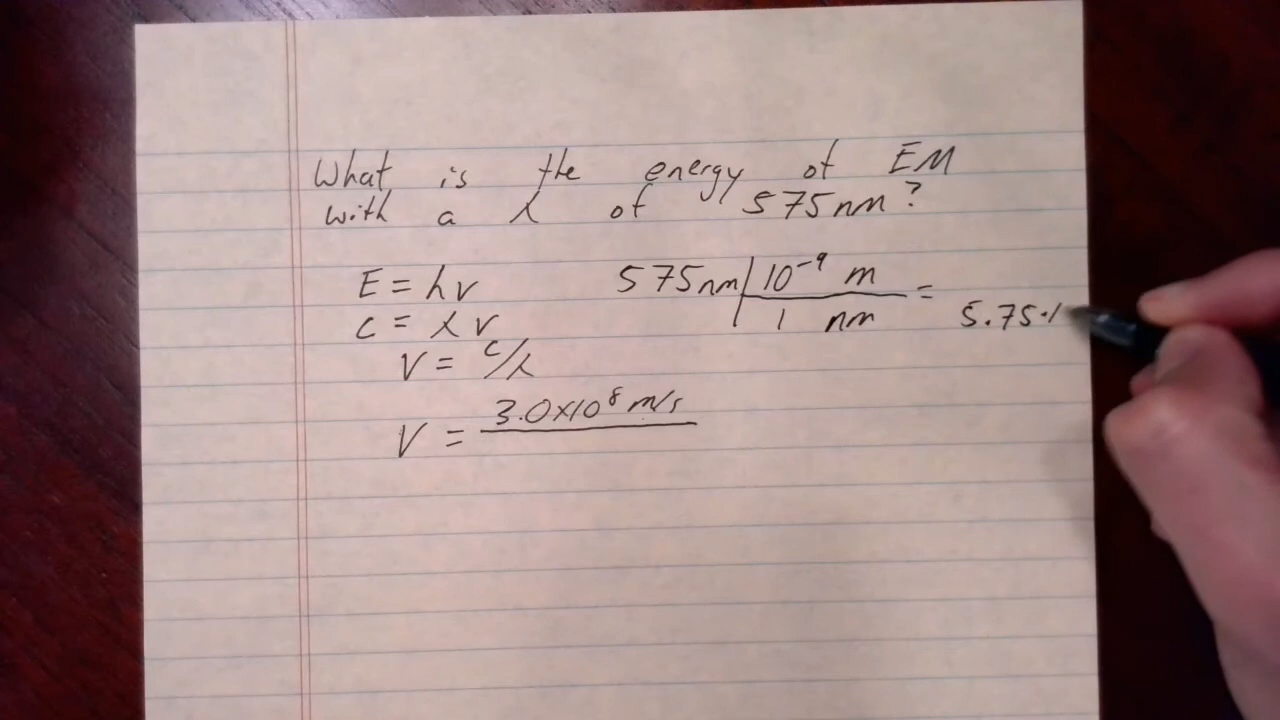 What is the energy of EM
with a λ of 575nm?
E = hν
575nm | 10⁻⁹ m =
1 nm
5.75·1
c = λν
ν = c/λ
3.0×10⁸ m/s
ν =